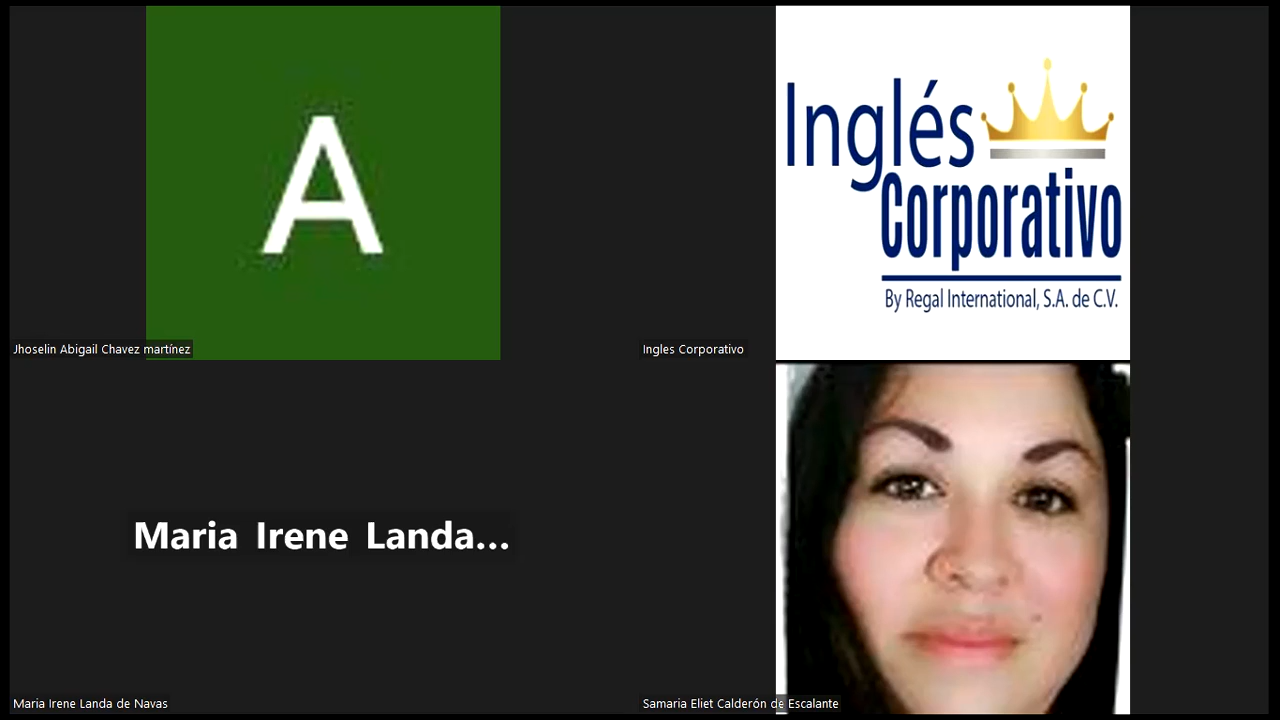 A
Inglés
Corporativo
By Regal International, S.A. de C.V.
Jhoselin Abigail Chavez martínez
Ingles Corporativo
Maria Irene Landa...
Maria Irene Landa de Navas
Samaria Eliet Calderón de Escalante